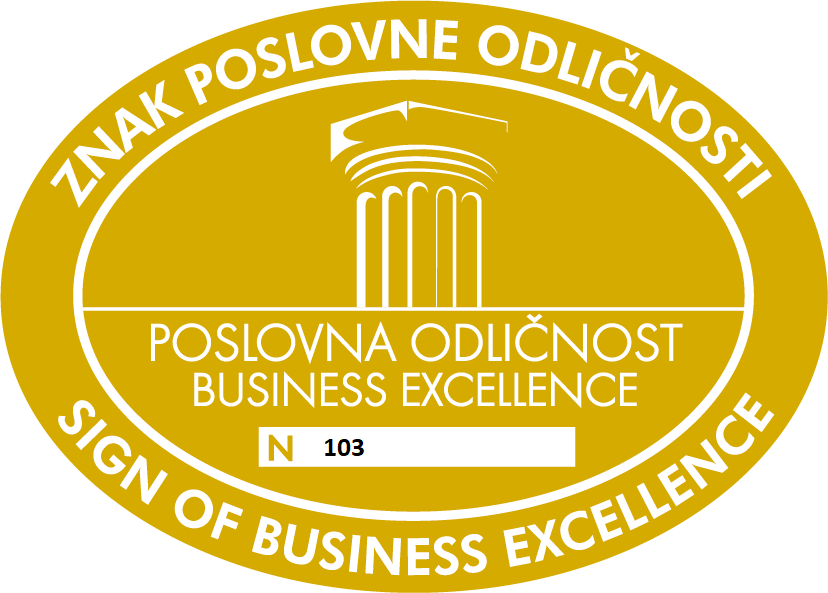 ZNAK POSLOVNE ODLIČNOSTI
POSLOVNA ODLIČNOST
BUSINESS EXCELLENCE
N 103
SIGN OF BUSINESS EXCELLENCE